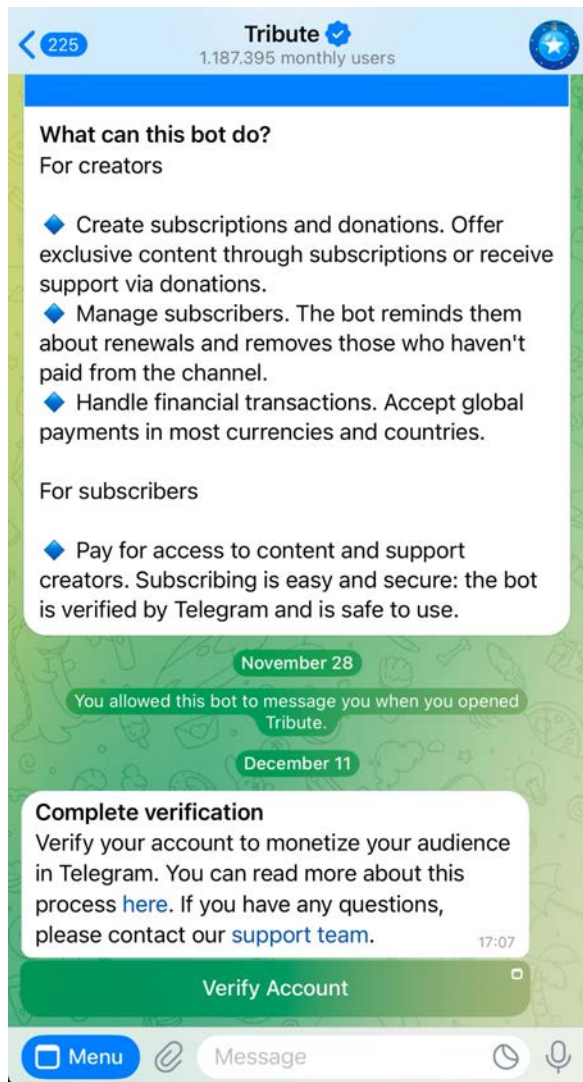 225
Tribute
1.187.395 monthly users
What can this bot do?
For creators
Create subscriptions and donations. Offer
exclusive content through subscriptions or receive
support via donations.
Manage subscribers. The bot reminds them
about renewals and removes those who haven't
paid from the channel.
Handle financial transactions. Accept global
payments in most currencies and countries.
For subscribers
Pay for access to content and support
creators. Subscribing is easy and secure: the bot
is verified by Telegram and is safe to use.
November 28
You allowed this bot to message you when you opened
Tribute.
December 11
Complete verification
Verify your account to monetize your audience
in Telegram. You can read more about this
process here. If you have any questions,
please contact our support team.
17:07
Verify Account
Menu
Message